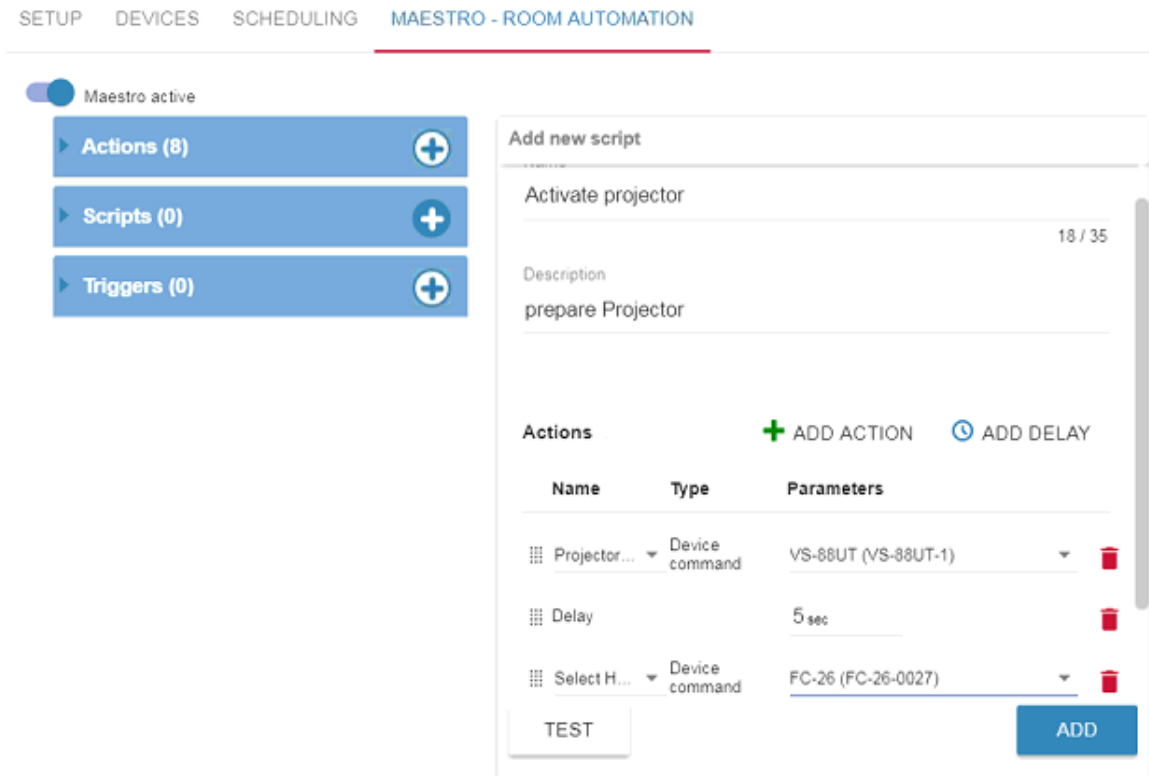 SETUP DEVICES SCHEDULING MAESTRO - ROOM AUTOMATION
Maestro active
Actions (8)
Scripts (0)
Triggers (0)
Add new script
Name
Activate projector
18 / 35
Description
prepare Projector
Actions ADD ACTION ADD DELAY
Name Type Parameters
Projector... Device command VS-88UT (VS-88UT-1)
Delay 5 sec
Select H... Device command FC-26 (FC-26-0027)
TEST ADD